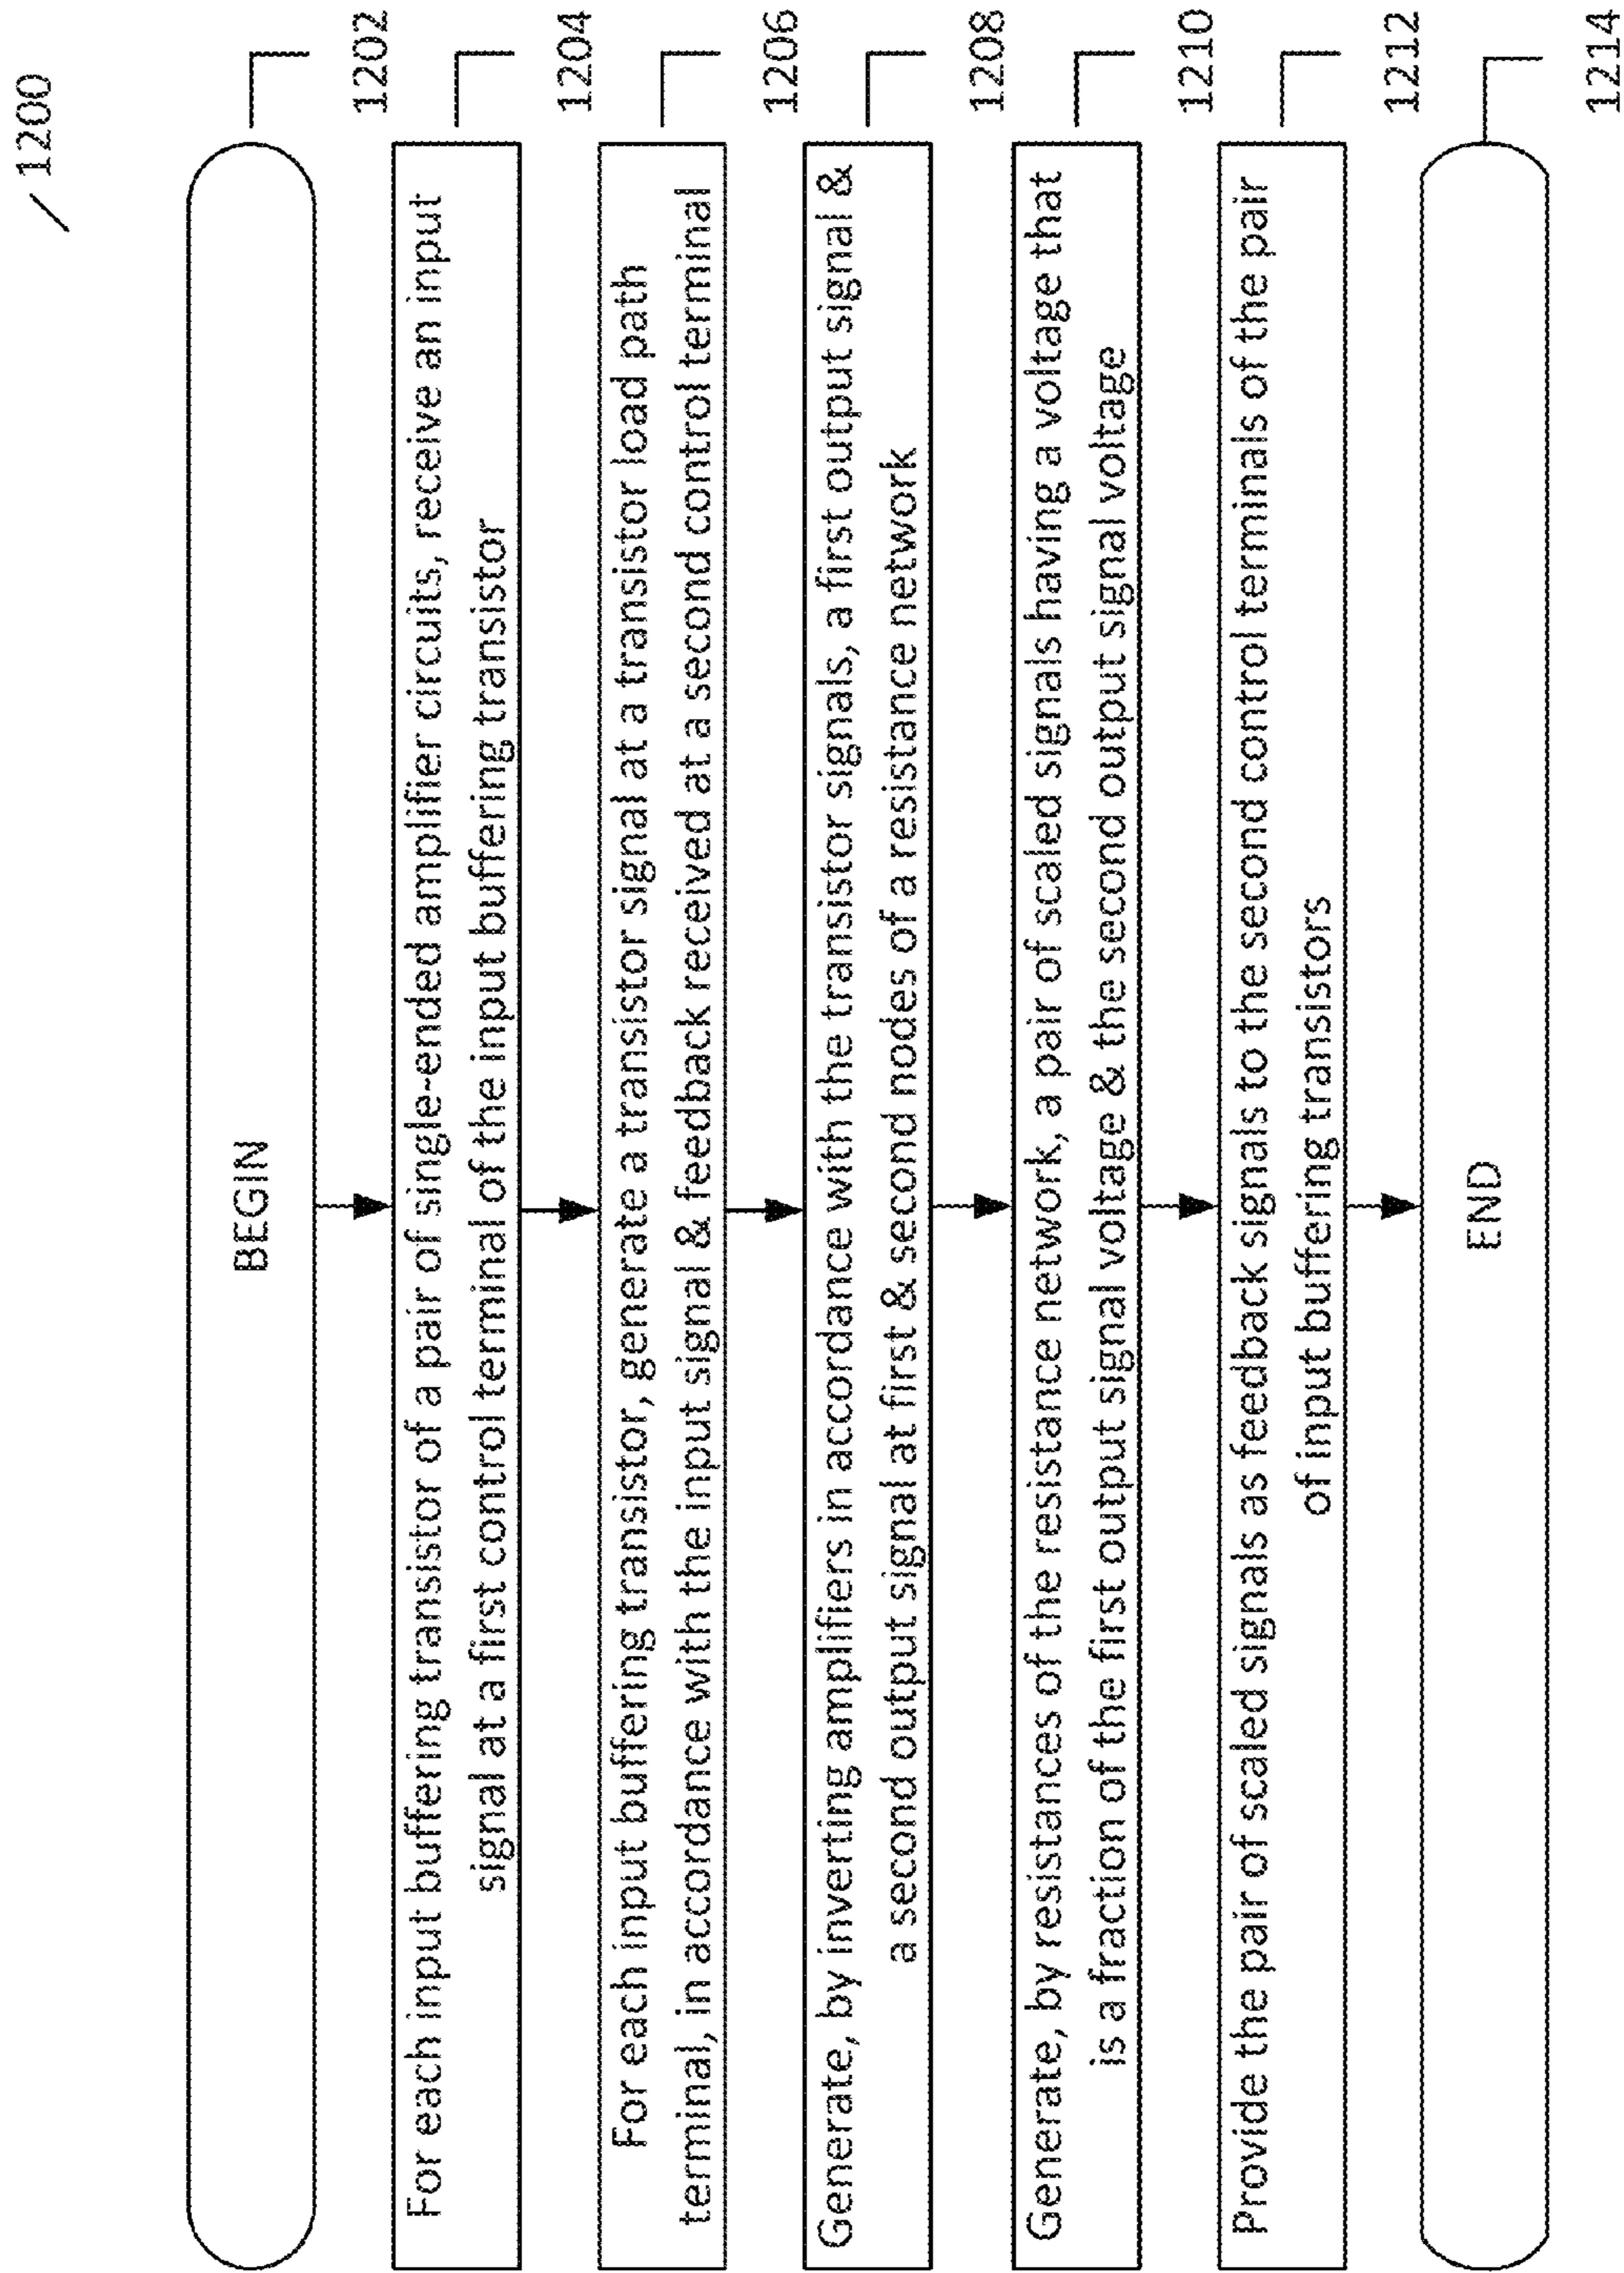 1200
BEGIN
1202
For each input buffering transistor of a pair of single-ended amplifier circuits, receive an input
signal at a first control terminal of the input buffering transistor
1204
For each input buffering transistor, generate a transistor signal at a transistor load path
terminal, in accordance with the input signal & feedback received at a second control terminal
1206
Generate, by inverting amplifiers in accordance with the transistor signals, a first output signal &
a second output signal at first & second nodes of a resistance network
1208
Generate, by resistances of the resistance network, a pair of scaled signals having a voltage that
is a fraction of the first output signal voltage & the second output signal voltage
1210
Provide the pair of scaled signals as feedback signals to the second control terminals of the pair
of input buffering transistors
1212
END
1214